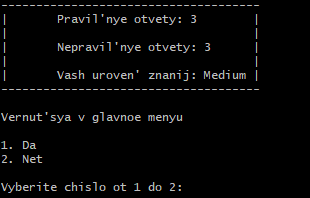 Pravil'nye otvety: 3
Nepravil'nye otvety: 3
Vash uroven' znanij: Medium
Vernut'sya v glavnoe menyu
1. Da
2. Net
Vyberite chislo ot 1 do 2: